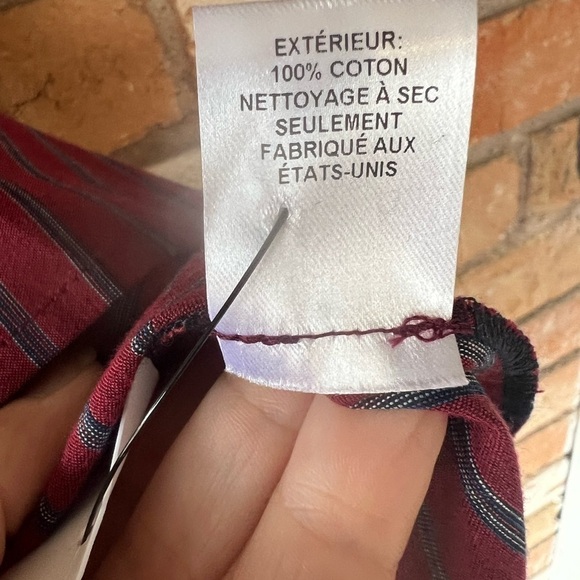 EXTÉRIEUR:
100% COTON
NETTOYAGE À SEC
SEULEMENT
FABRIQUÉ AUX
ÉTATS-UNIS